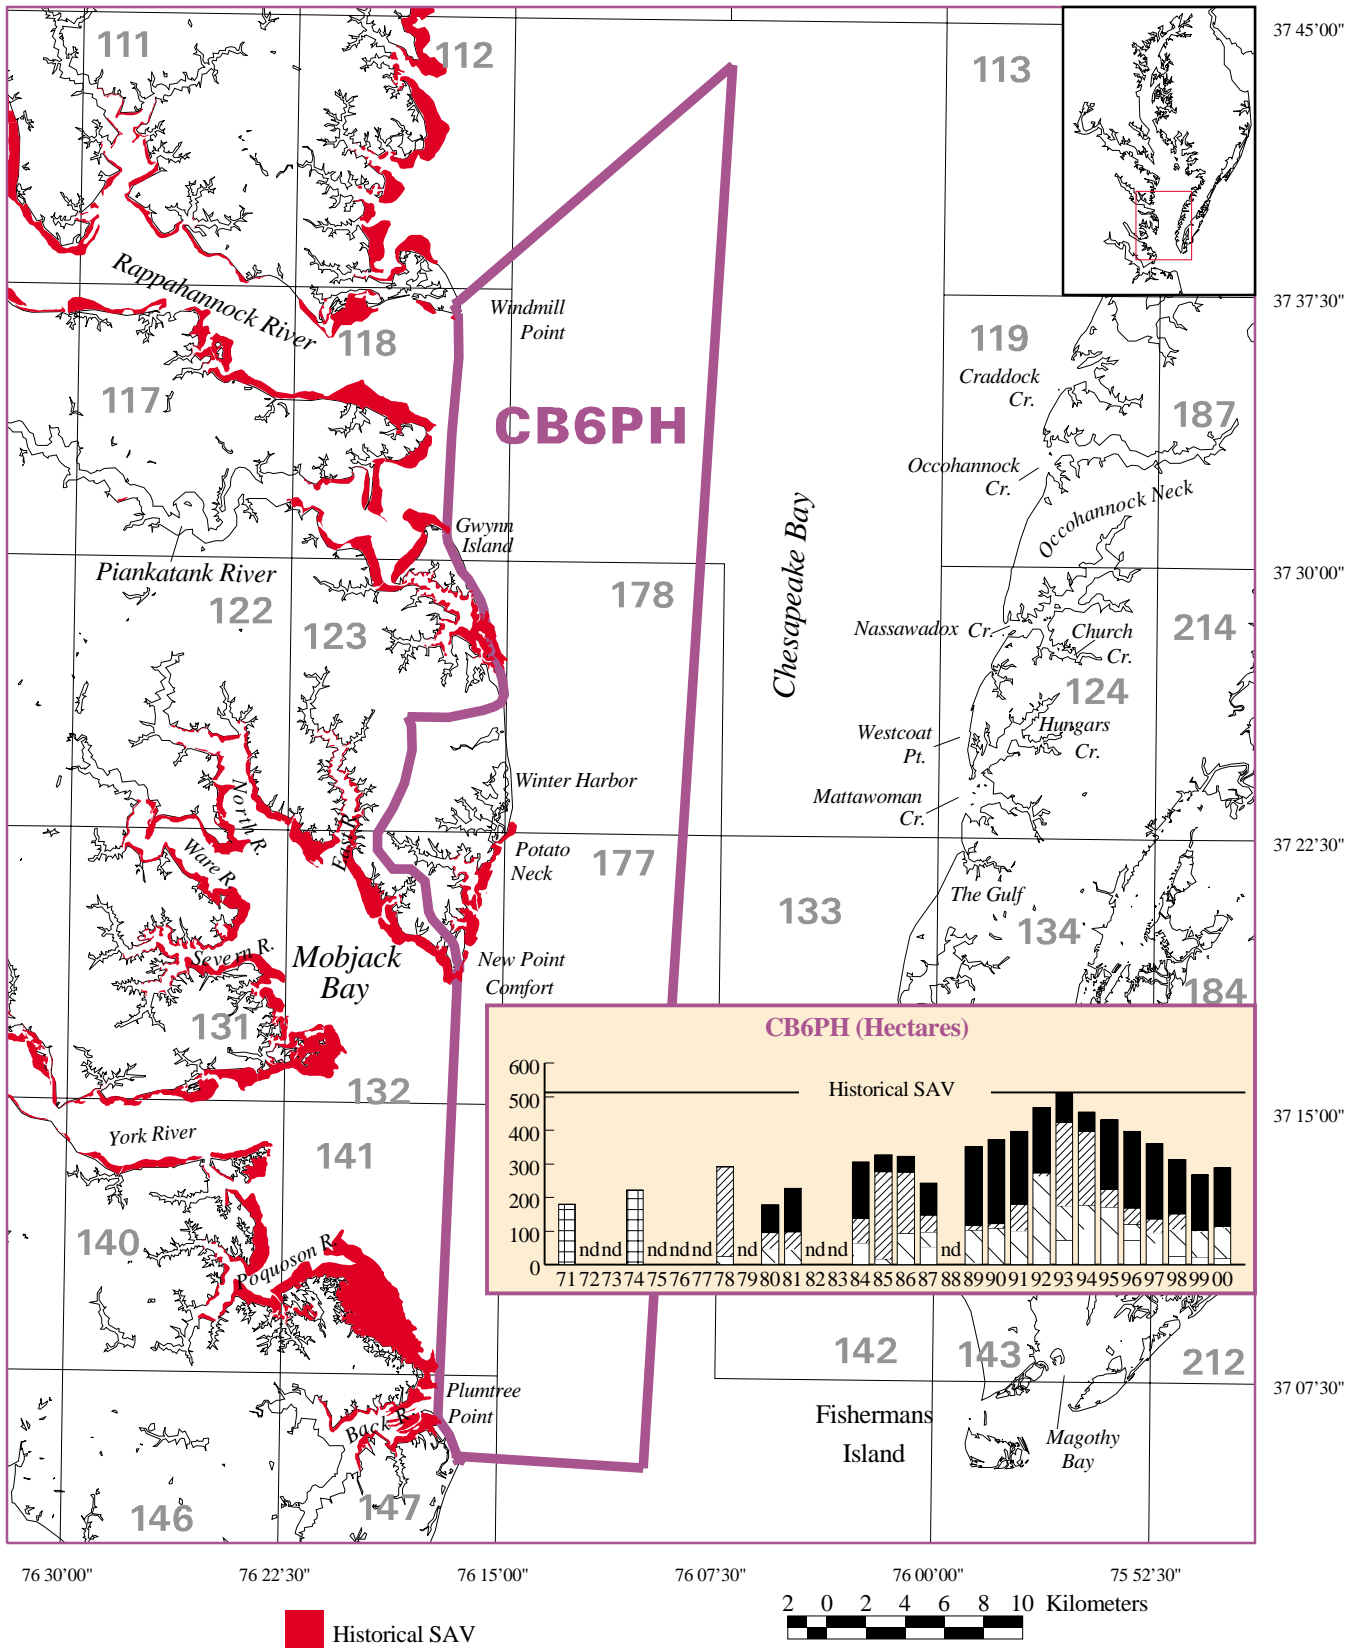 111
112
113
37 45'00"
Rappahannock River
Windmill
Point
37 37'30"
118
119
Craddock
Cr.
117
CB6PH
187
Occohannock
Cr.
Occohannock Neck
Gwynn
Island
Chesapeake Bay
Piankatank River
37 30'00"
122
178
123
Nassawadox Cr.
Church
Cr.
214
124
Westcoat
Pt.
Hungars
Cr.
Winter Harbor
Mattawoman
Cr.
North R.
East R.
37 22'30"
Ware R.
Potato
Neck
177
The Gulf
133
134
Severn R.
Mobjack
Bay
New Point
Comfort
184
131
132
CB6PH (Hectares)
600
500
400
300
200
100
0
Historical SAV
nd nd nd nd nd nd nd nd nd
71 72 73 74 75 76 77 78 79 80 81 82 83 84 85 86 87 88 89 90 91 92 93 94 95 96 97 98 99 00
37 15'00"
York River
141
140
Poquoson R.
142
143
212
Plumtree
Point
37 07'30"
Back R.
Fishermans
Island
Magothy
Bay
146
147
76 30'00"
76 22'30"
76 15'00"
76 07'30"
76 00'00"
75 52'30"
2 0 2 4 6 8 10 Kilometers
Historical SAV